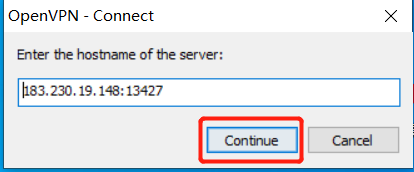 OpenVPN - Connect
Enter the hostname of the server:
183.230.19.148:13427
Continue
Cancel